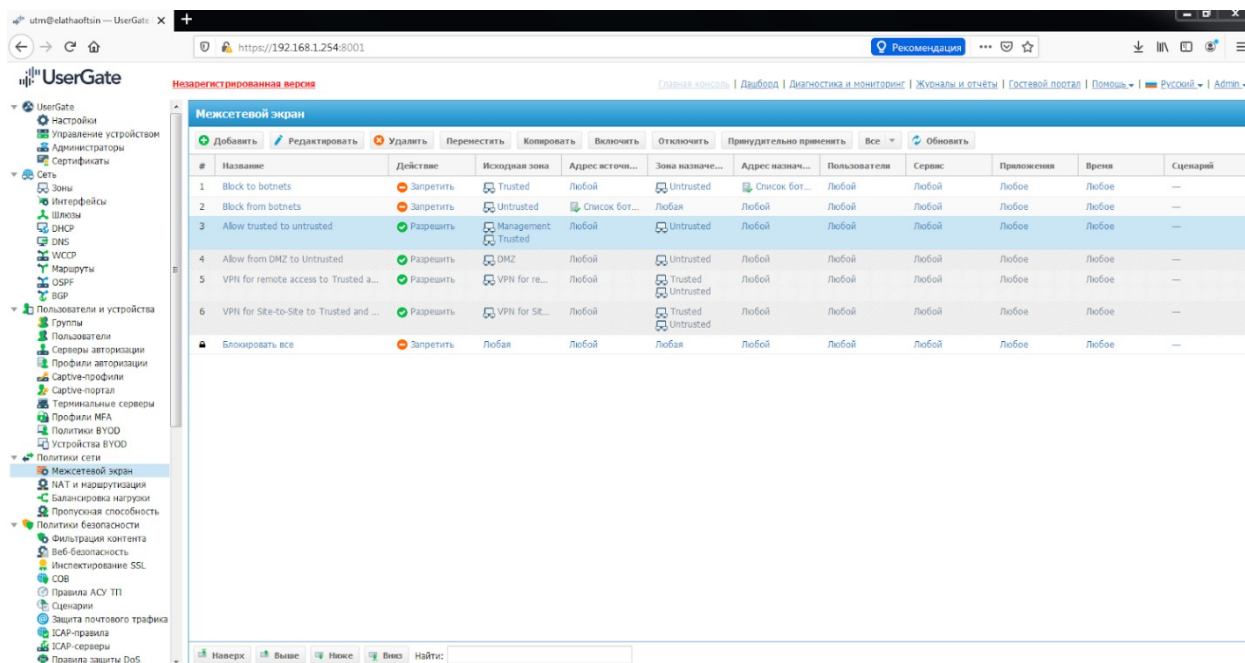 utm@elathaoftsin — UserGate
https://192.168.1.254:8001
Рекомендация
UserGate
Незарегистрированная версия
Главная консоль | Дашборд | Диагностика и мониторинг | Журналы и отчёты | Гостевой портал | Помощь | Русский | Admin
UserGate
Настройки
Управление устройством
Администраторы
Сертификаты
Сеть
Зоны
Интерфейсы
Шлюзы
DHCP
DNS
WCCP
Маршруты
OSPF
BGP
Пользователи и устройства
Группы
Пользователи
Серверы авторизации
Профили авторизации
Captive-профили
Captive-портал
Терминальные серверы
Профили MFA
Политики BYOD
Устройства BYOD
Политики сети
Межсетевой экран
NAT и маршрутизация
Балансировка нагрузки
Пропускная способность
Политики безопасности
Фильтрация контента
Веб-безопасность
Инспектирование SSL
СОВ
Правила АСУ ТП
Сценарии
Защита почтового трафика
ICAP-правила
ICAP-серверы
Правила защиты DoS
Межсетевой экран
Добавить Редактировать Удалить Переместить Копировать Включить Отключить Принудительно применить Все Обновить
# Название Действие Исходная зона Адрес источн... Зона назначе... Адрес назнач... Пользователи Сервис Приложения Время Сценарий
1 Block to botnets Запретить Trusted Любой Untrusted Список бот... Любой Любой Любое Любое —
2 Block from botnets Запретить Untrusted Список бот... Любая Любой Любой Любой Любое Любое —
3 Allow trusted to untrusted Разрешить Management Любой Untrusted Любой Любой Любой Любое Любое —
Trusted
4 Allow from DMZ to Untrusted Разрешить DMZ Любой Untrusted Любой Любой Любой Любое Любое —
5 VPN for remote access to Trusted a... Разрешить VPN for re... Любой Trusted Любой Любой Любой Любое Любое —
Untrusted
6 VPN for Site-to-Site to Trusted and ... Разрешить VPN for Sit... Любой Trusted Любой Любой Любой Любое Любое —
Untrusted
Блокировать все Запретить Любая Любой Любая Любой Любой Любой Любое Любое —
Наверх Выше Ниже Вниз Найти: